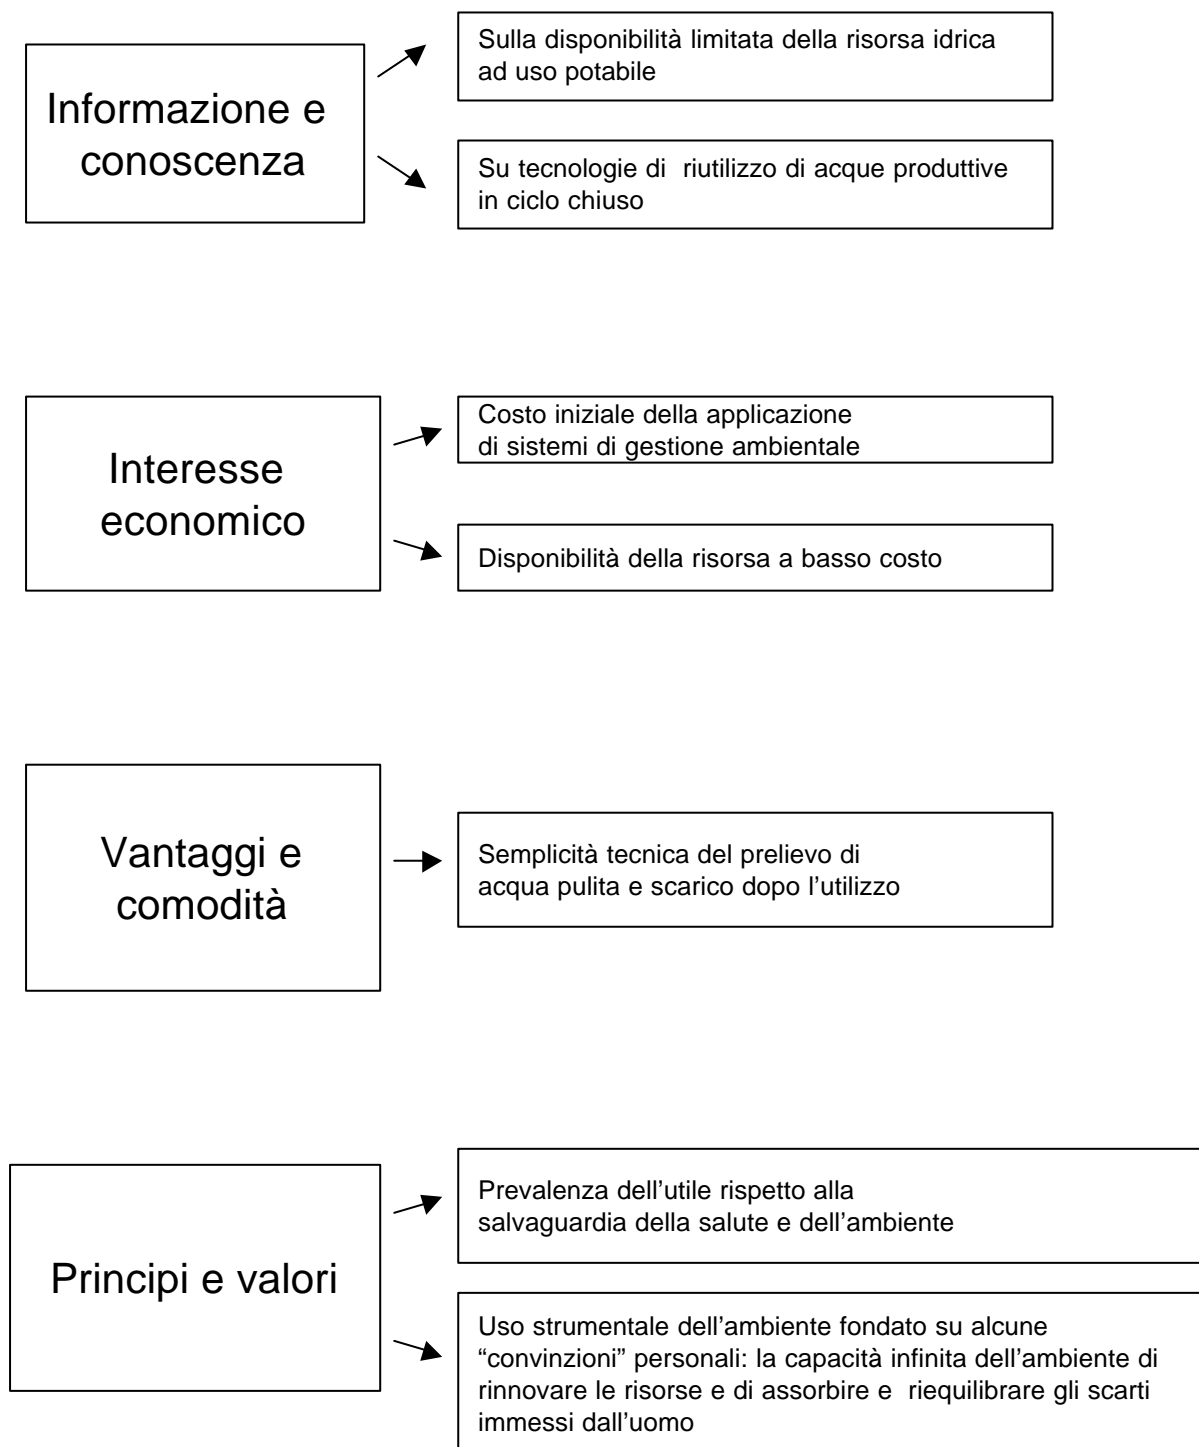 Informazione e
conoscenza
Sulla disponibilità limitata della risorsa idrica
ad uso potabile
Su tecnologie di  riutilizzo di acque produttive
in ciclo chiuso
Interesse
economico
Costo iniziale della applicazione
di sistemi di gestione ambientale
Disponibilità della risorsa a basso costo
Vantaggi e
comodità
Semplicità tecnica del prelievo di
acqua pulita e scarico dopo l’utilizzo
Principi e valori
Prevalenza dell’utile rispetto alla
salvaguardia della salute e dell’ambiente
Uso strumentale dell’ambiente fondato su alcune
“convinzioni” personali: la capacità infinita dell’ambiente di
rinnovare le risorse e di assorbire e  riequilibrare gli scarti
immessi dall’uomo